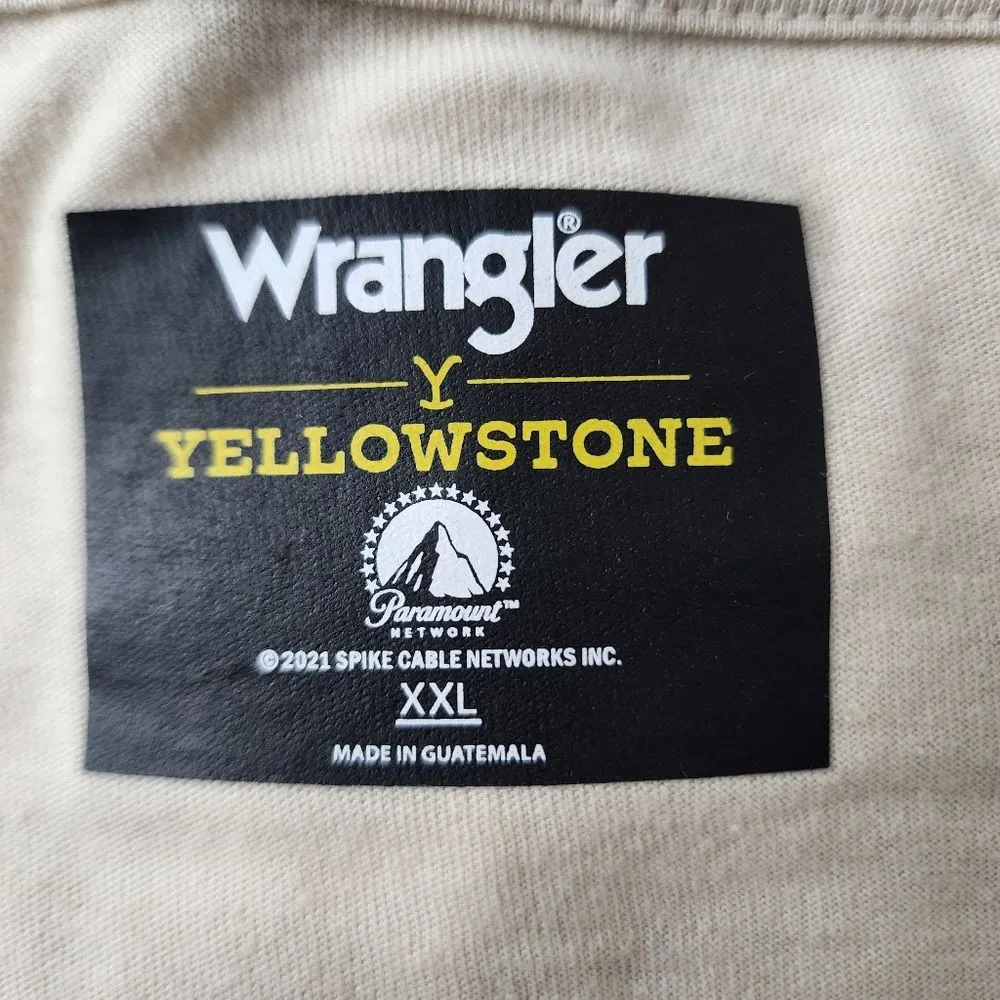 Wrangler®
Y
YELLOWSTONE
Paramount™
NETWORK
© 2021 SPIKE CABLE NETWORKS INC.
XXL
MADE IN GUATEMALA